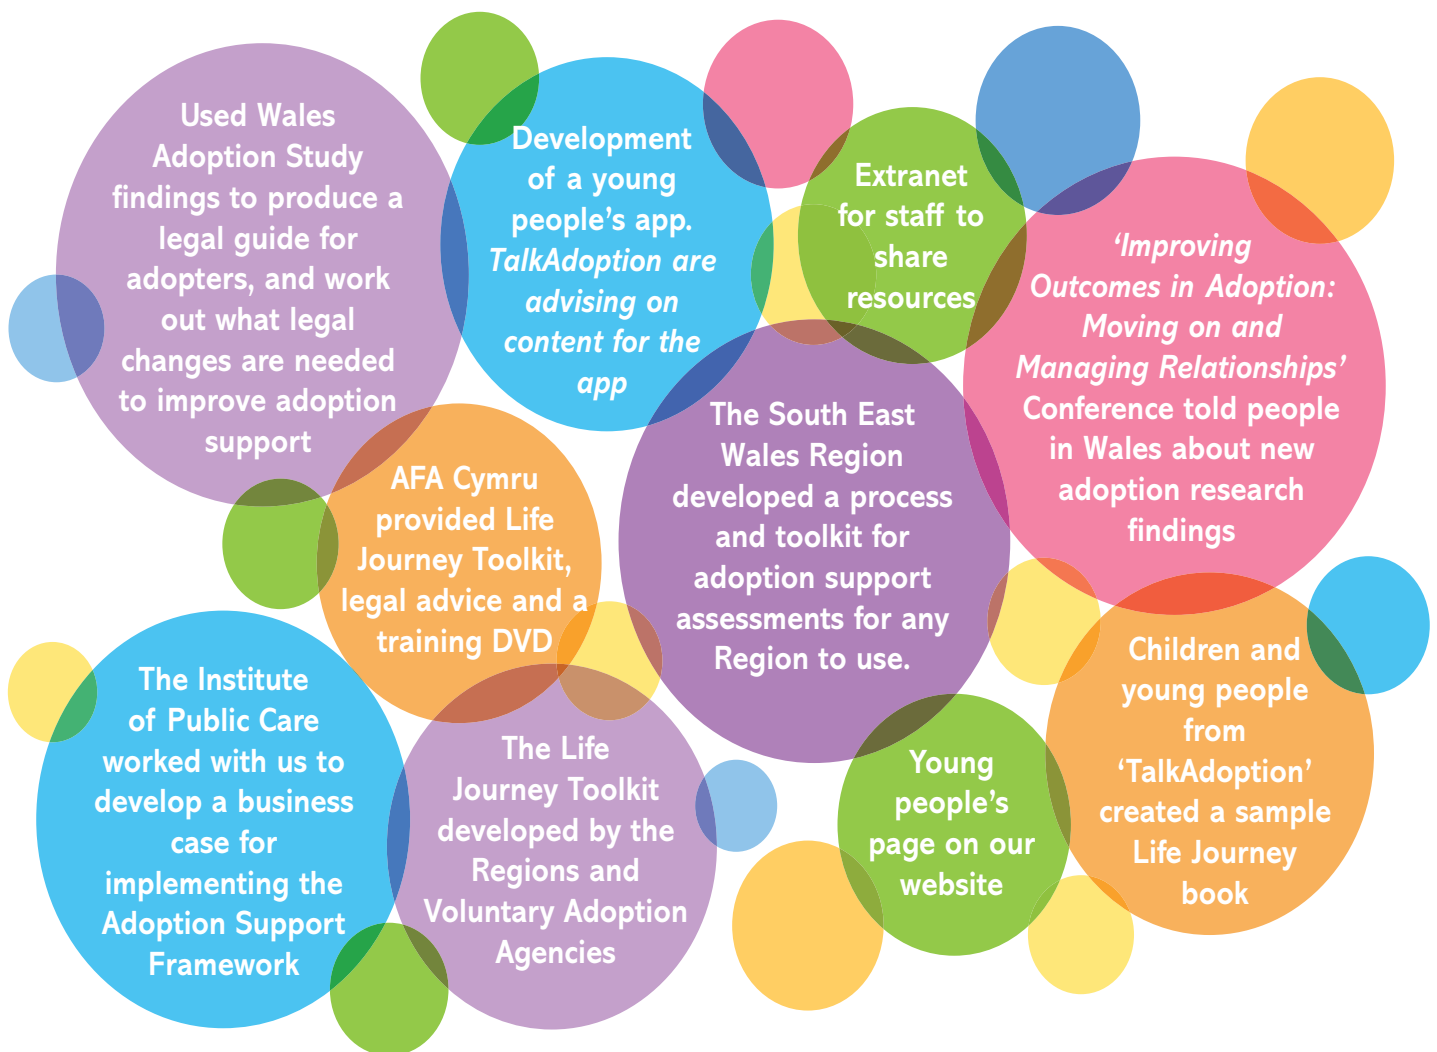 Used Wales
Adoption Study
findings to produce a
legal guide for
adopters, and work
out what legal
changes are needed
to improve adoption
support
Development
of a young
people’s app.
TalkAdoption are
advising on
content for the
app
Extranet
for staff to
share
resources
‘Improving
Outcomes in Adoption:
Moving on and
Managing Relationships’
Conference told people
in Wales about new
adoption research
findings
AFA Cymru
provided Life
Journey Toolkit,
legal advice and a
training DVD
The South East
Wales Region
developed a process
and toolkit for
adoption support
assessments for any
Region to use.
The Institute
of Public Care
worked with us to
develop a business
case for
implementing the
Adoption Support
Framework
The Life
Journey Toolkit
developed by the
Regions and
Voluntary Adoption
Agencies
Young
people’s
page on our
website
Children and
young people
from
‘TalkAdoption’
created a sample
Life Journey
book